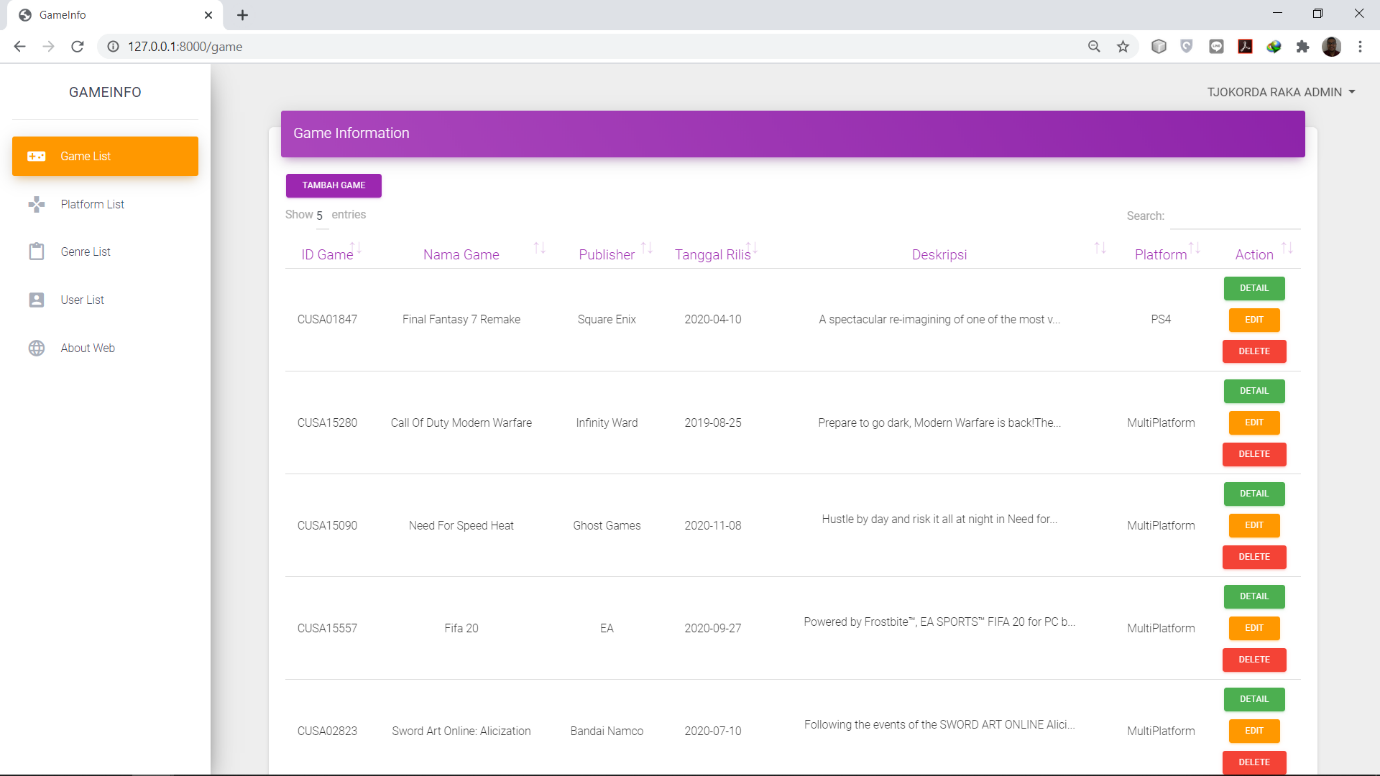 GameInfo
127.0.0.1:8000/game
GAMEINFO
TJOKORDA RAKA ADMIN
Game List
Platform List
Genre List
User List
About Web
Game Information
TAMBAH GAME
Show 5 entries
Search:
ID Game Nama Game Publisher Tanggal Rilis Deskripsi Platform Action
CUSA01847 Final Fantasy 7 Remake Square Enix 2020-04-10 A spectacular re-imagining of one of the most v... PS4
DETAIL
EDIT
DELETE
CUSA15280 Call Of Duty Modern Warfare Infinity Ward 2019-08-25 Prepare to go dark, Modern Warfare is back!The... MultiPlatform
DETAIL
EDIT
DELETE
CUSA15090 Need For Speed Heat Ghost Games 2020-11-08 Hustle by day and risk it all at night in Need for... MultiPlatform
DETAIL
EDIT
DELETE
CUSA15557 Fifa 20 EA 2020-09-27 Powered by Frostbite™, EA SPORTS™ FIFA 20 for PC b... MultiPlatform
DETAIL
EDIT
DELETE
CUSA02823 Sword Art Online: Alicization Bandai Namco 2020-07-10 Following the events of the SWORD ART ONLINE Alici... MultiPlatform
DETAIL
EDIT
DELETE